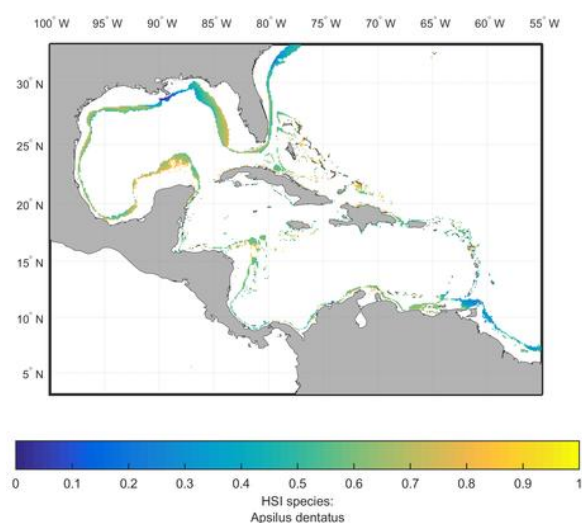 100° W 95° W 90° W 85° W 80° W 75° W 70° W 65° W 60° W 55° W
30° N
25° N
20° N
15° N
10° N
5° N
0 0.1 0.2 0.3 0.4 0.5 0.6 0.7 0.8 0.9 1
HSI species:
Apsilus dentatus